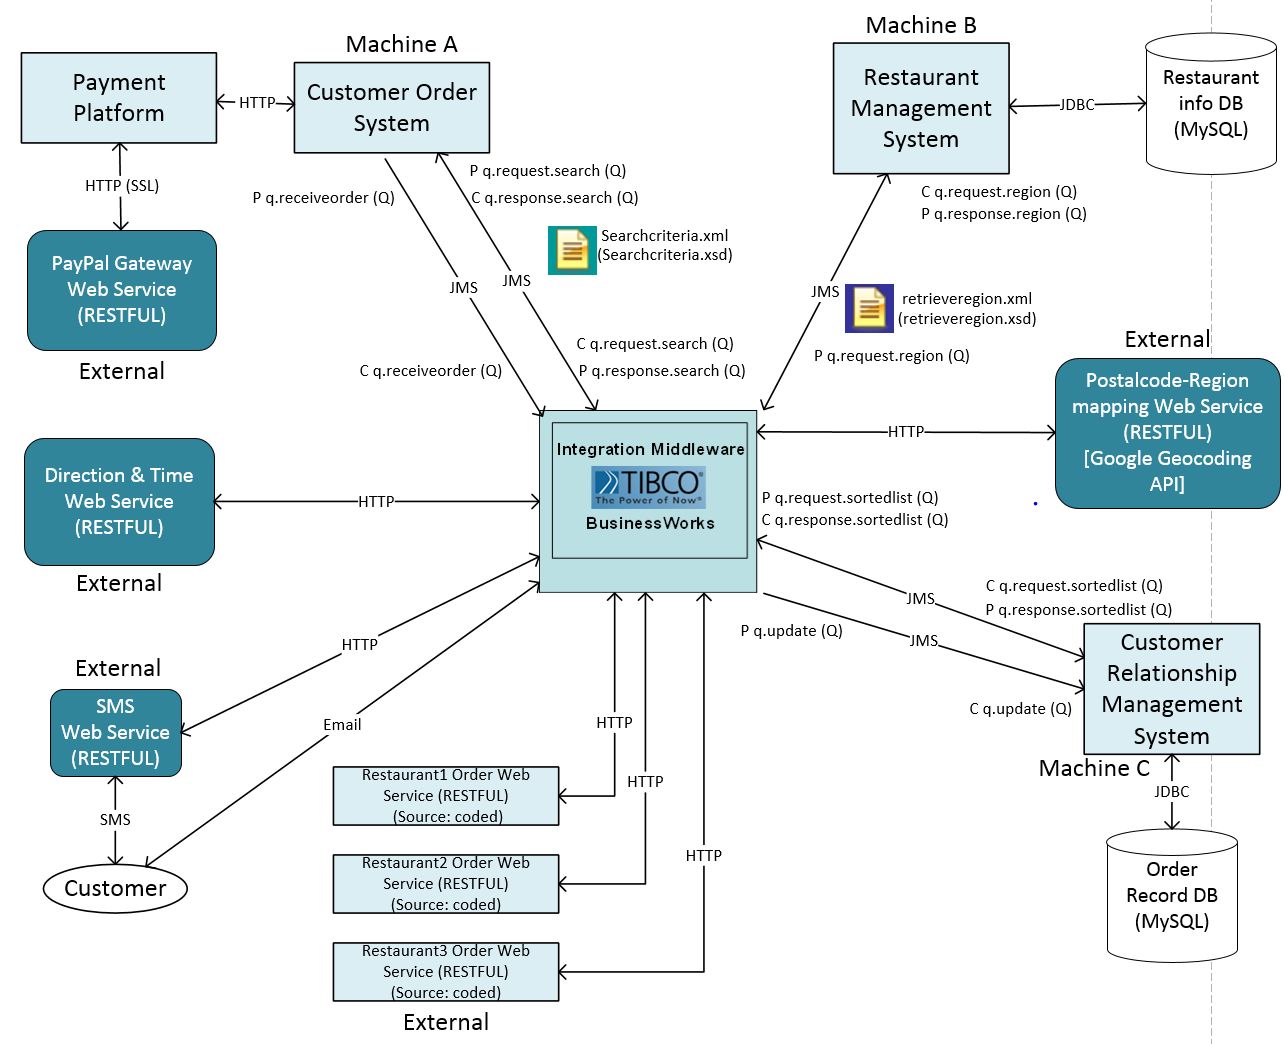 Machine A
Machine B
Payment
Platform
HTTP
Customer Order
System
Restaurant
Management
System
JDBC
Restaurant
info DB
(MySQL)
HTTP (SSL)
P q.receiveorder (Q)
P q.request.search (Q)
C q.response.search (Q)
C q.request.region (Q)
P q.response.region (Q)
PayPal Gateway
Web Service
(RESTFUL)
External
Searchcriteria.xml
(Searchcriteria.xsd)
JMS
JMS
JMS
retrieveregion.xml
(retrieveregion.xsd)
C q.request.search (Q)
P q.response.search (Q)
C q.receiveorder (Q)
P q.request.region (Q)
External
Postalcode-Region
mapping Web Service
(RESTFUL)
[Google Geocoding
API]
HTTP
Integration Middleware
TIBCO
The Power of Now®
BusinessWorks
Direction & Time
Web Service
(RESTFUL)
External
HTTP
P q.request.sortedlist (Q)
C q.response.sortedlist (Q)
C q.request.sortedlist (Q)
P q.response.sortedlist (Q)
JMS
P q.update (Q)
JMS
C q.update (Q)
Customer
Relationship
Management
System
Machine C
JDBC
Order
Record DB
(MySQL)
HTTP
External
SMS
Web Service
(RESTFUL)
Email
SMS
Customer
HTTP
HTTP
HTTP
Restaurant1 Order Web
Service (RESTFUL)
(Source: coded)
Restaurant2 Order Web
Service (RESTFUL)
(Source: coded)
Restaurant3 Order Web
Service (RESTFUL)
(Source: coded)
External